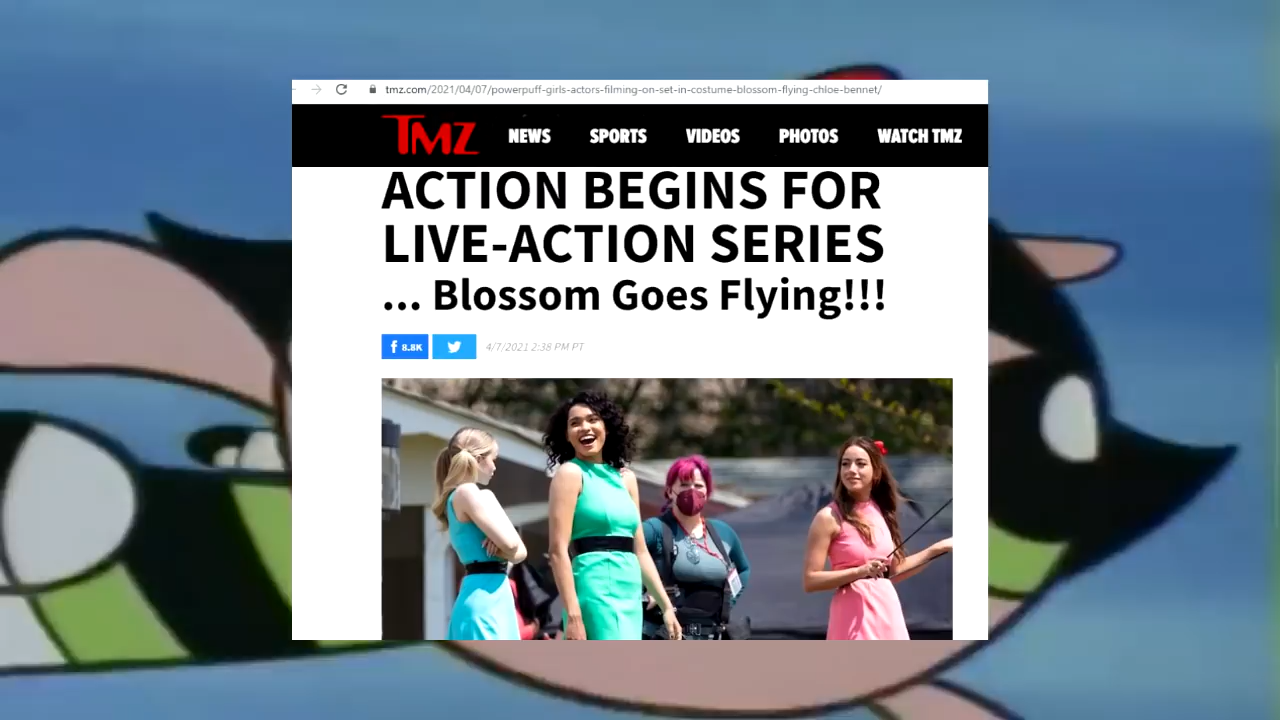 tmz.com/2021/04/07/powerpuff-girls-actors-filming-on-set-in-costume-blossom-flying-chloe-bennet/
TMZ NEWS SPORTS VIDEOS PHOTOS WATCH TMZ
ACTION BEGINS FOR
LIVE-ACTION SERIES
... Blossom Goes Flying!!!
8.8K 4/7/2021 2:38 PM PT